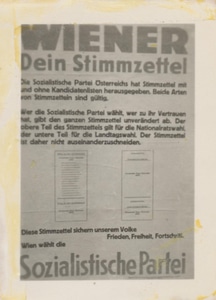 WIENER
Dein Stimmzettel
Die Sozialistische Partei Österreichs hat Stimmzettel mit
und ohne Kandidatenlisten herausgegeben. Beide Arten
von Stimmzetteln sind gültig.
Wer die Sozialistische Partei wählt, wer zu ihr Vertrauen
hat, gibt den ganzen Stimmzettel unverändert ab. Der
obere Teil des Stimmzettels gilt für die Nationalratswahl,
der untere Teil für die Landtagswahl. Der Stimmzettel
ist daher nicht auseinanderzuschneiden.
Diese Stimmzettel sichern unserem Volke
Frieden, Freiheit, Fortschritt.
Wien wählt die
Sozialistische Partei